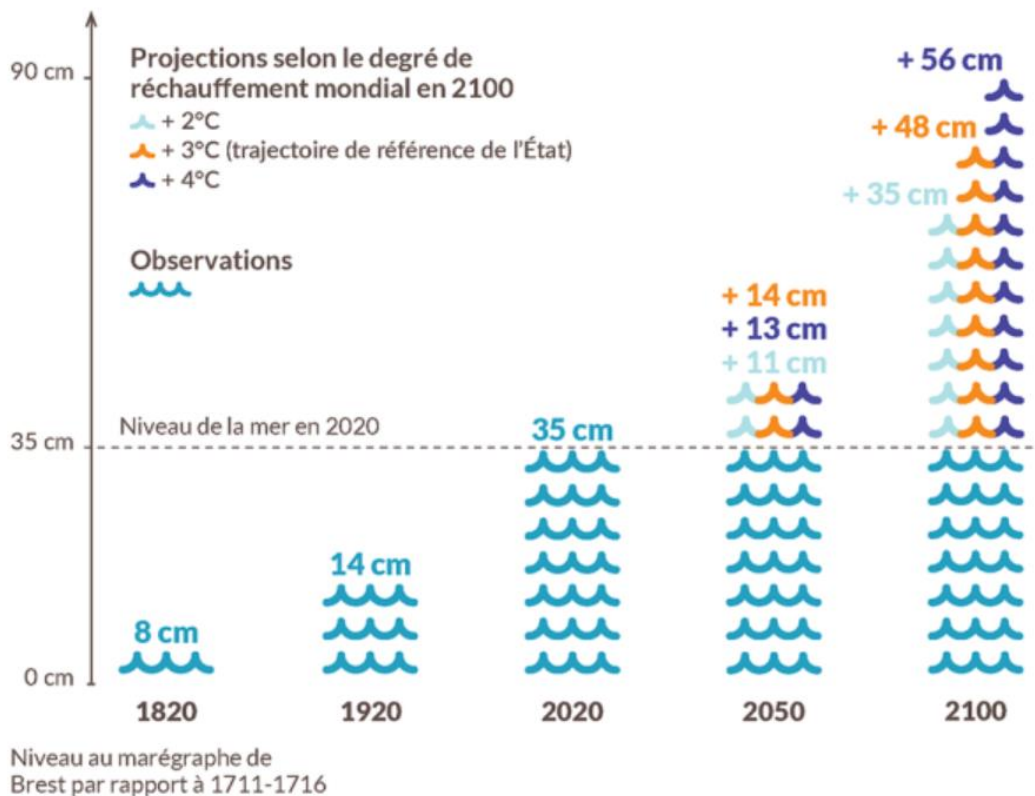 90 cm
Projections selon le degré de
réchauffement mondial en 2100
+ 2°C
+ 3°C (trajectoire de référence de l'État)
+ 4°C
Observations
+ 56 cm
+ 48 cm
+ 35 cm
+ 14 cm
+ 13 cm
+ 11 cm
Niveau de la mer en 2020
35 cm
35 cm
14 cm
8 cm
0 cm
1820
1920
2020
2050
2100
Niveau au marégraphe de
Brest par rapport à 1711-1716